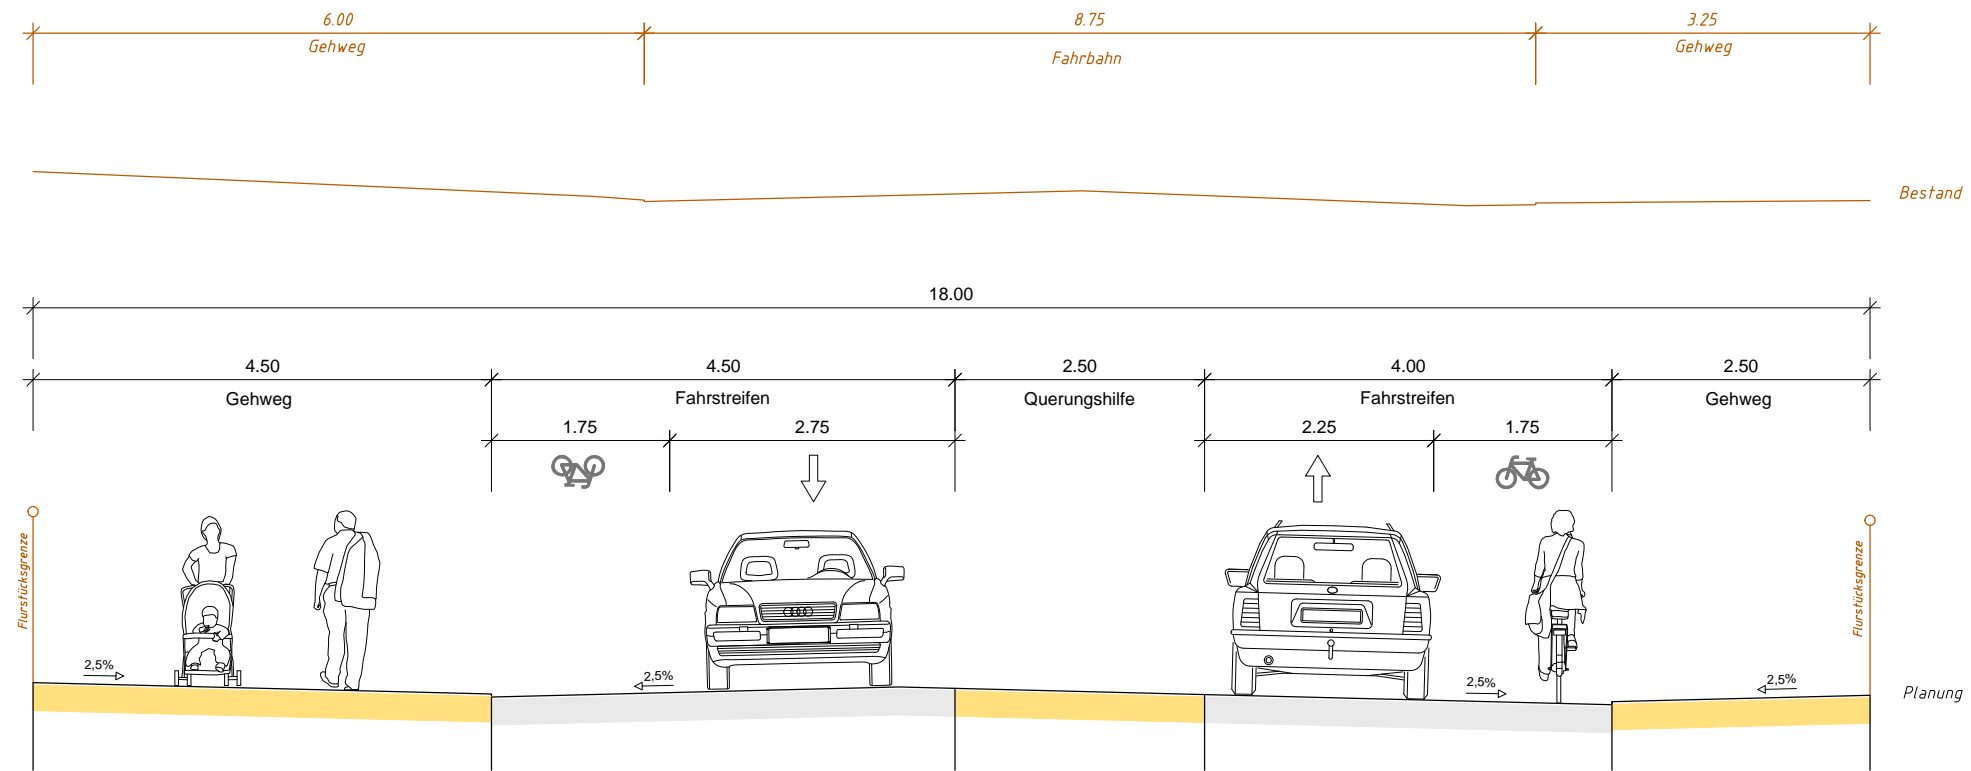 6.00 8.75 3.25
Gehweg Fahrbahn Gehweg
Bestand
18.00
4.50 4.50 2.50 4.00 2.50
Gehweg Fahrstreifen Querungshilfe Fahrstreifen Gehweg
1.75 2.75 2.25 1.75
Flurstücksgrenze Flurstücksgrenze
2,5% 2,5% 2,5% 2,5%
Planung